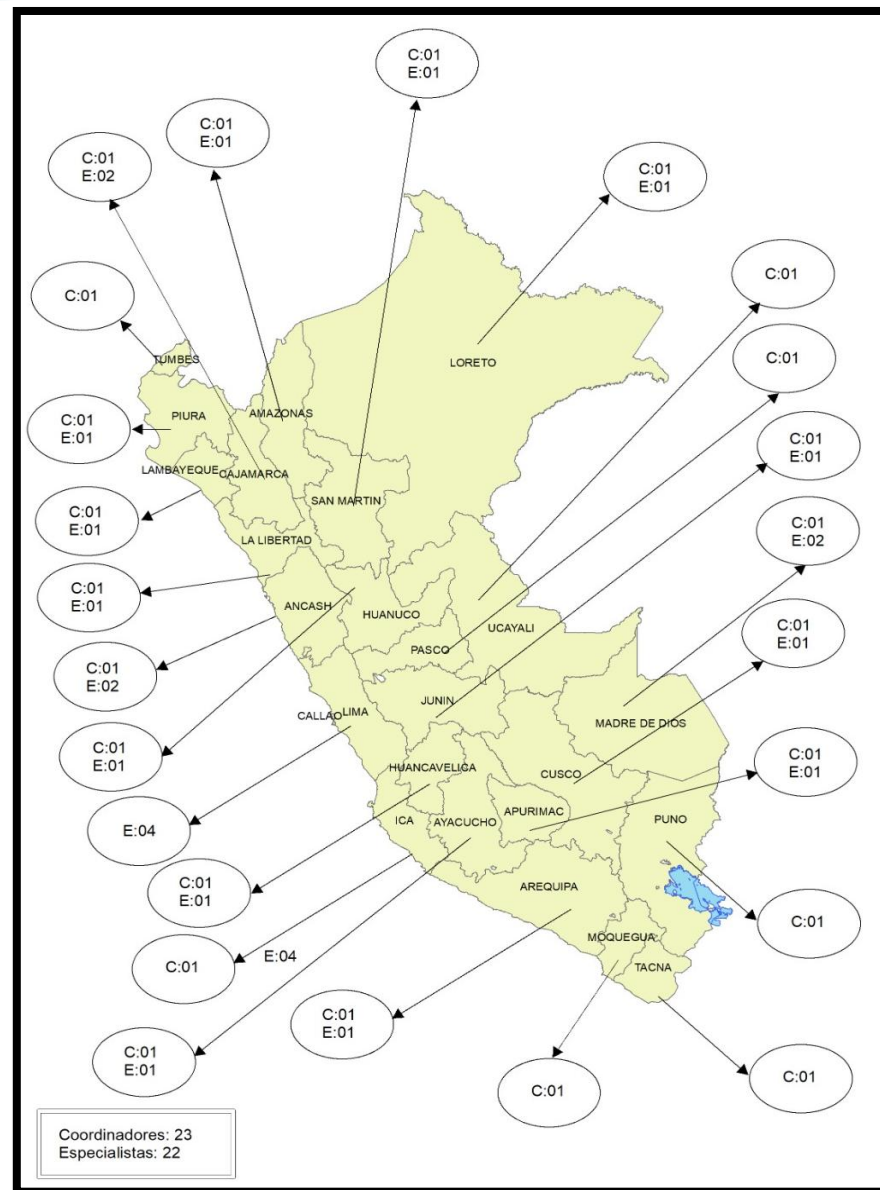 C:01
E:01
C:01
E:01
C:01
E:02
C:01
E:01
C:01
C:01
TUMBES
LORETO
C:01
AMAZONAS
PIURA
C:01
E:01
C:01
E:01
LAMBAYEQUE
CAJAMARCA
SAN MARTIN
C:01
E:01
C:01
E:02
LA LIBERTAD
C:01
E:01
ANCASH
HUANUCO
UCAYALI
C:01
E:01
PASCO
C:01
E:02
JUNIN
CALLAO
LIMA
MADRE DE DIOS
C:01
E:01
C:01
E:01
HUANCAVELICA
CUSCO
APURIMAC
ICA
AYACUCHO
PUNO
E:04
C:01
E:01
AREQUIPA
C:01
MOQUEGUA
C:01
E:04
TACNA
C:01
E:01
C:01
E:01
C:01
C:01
Coordinadores: 23
Especialistas: 22